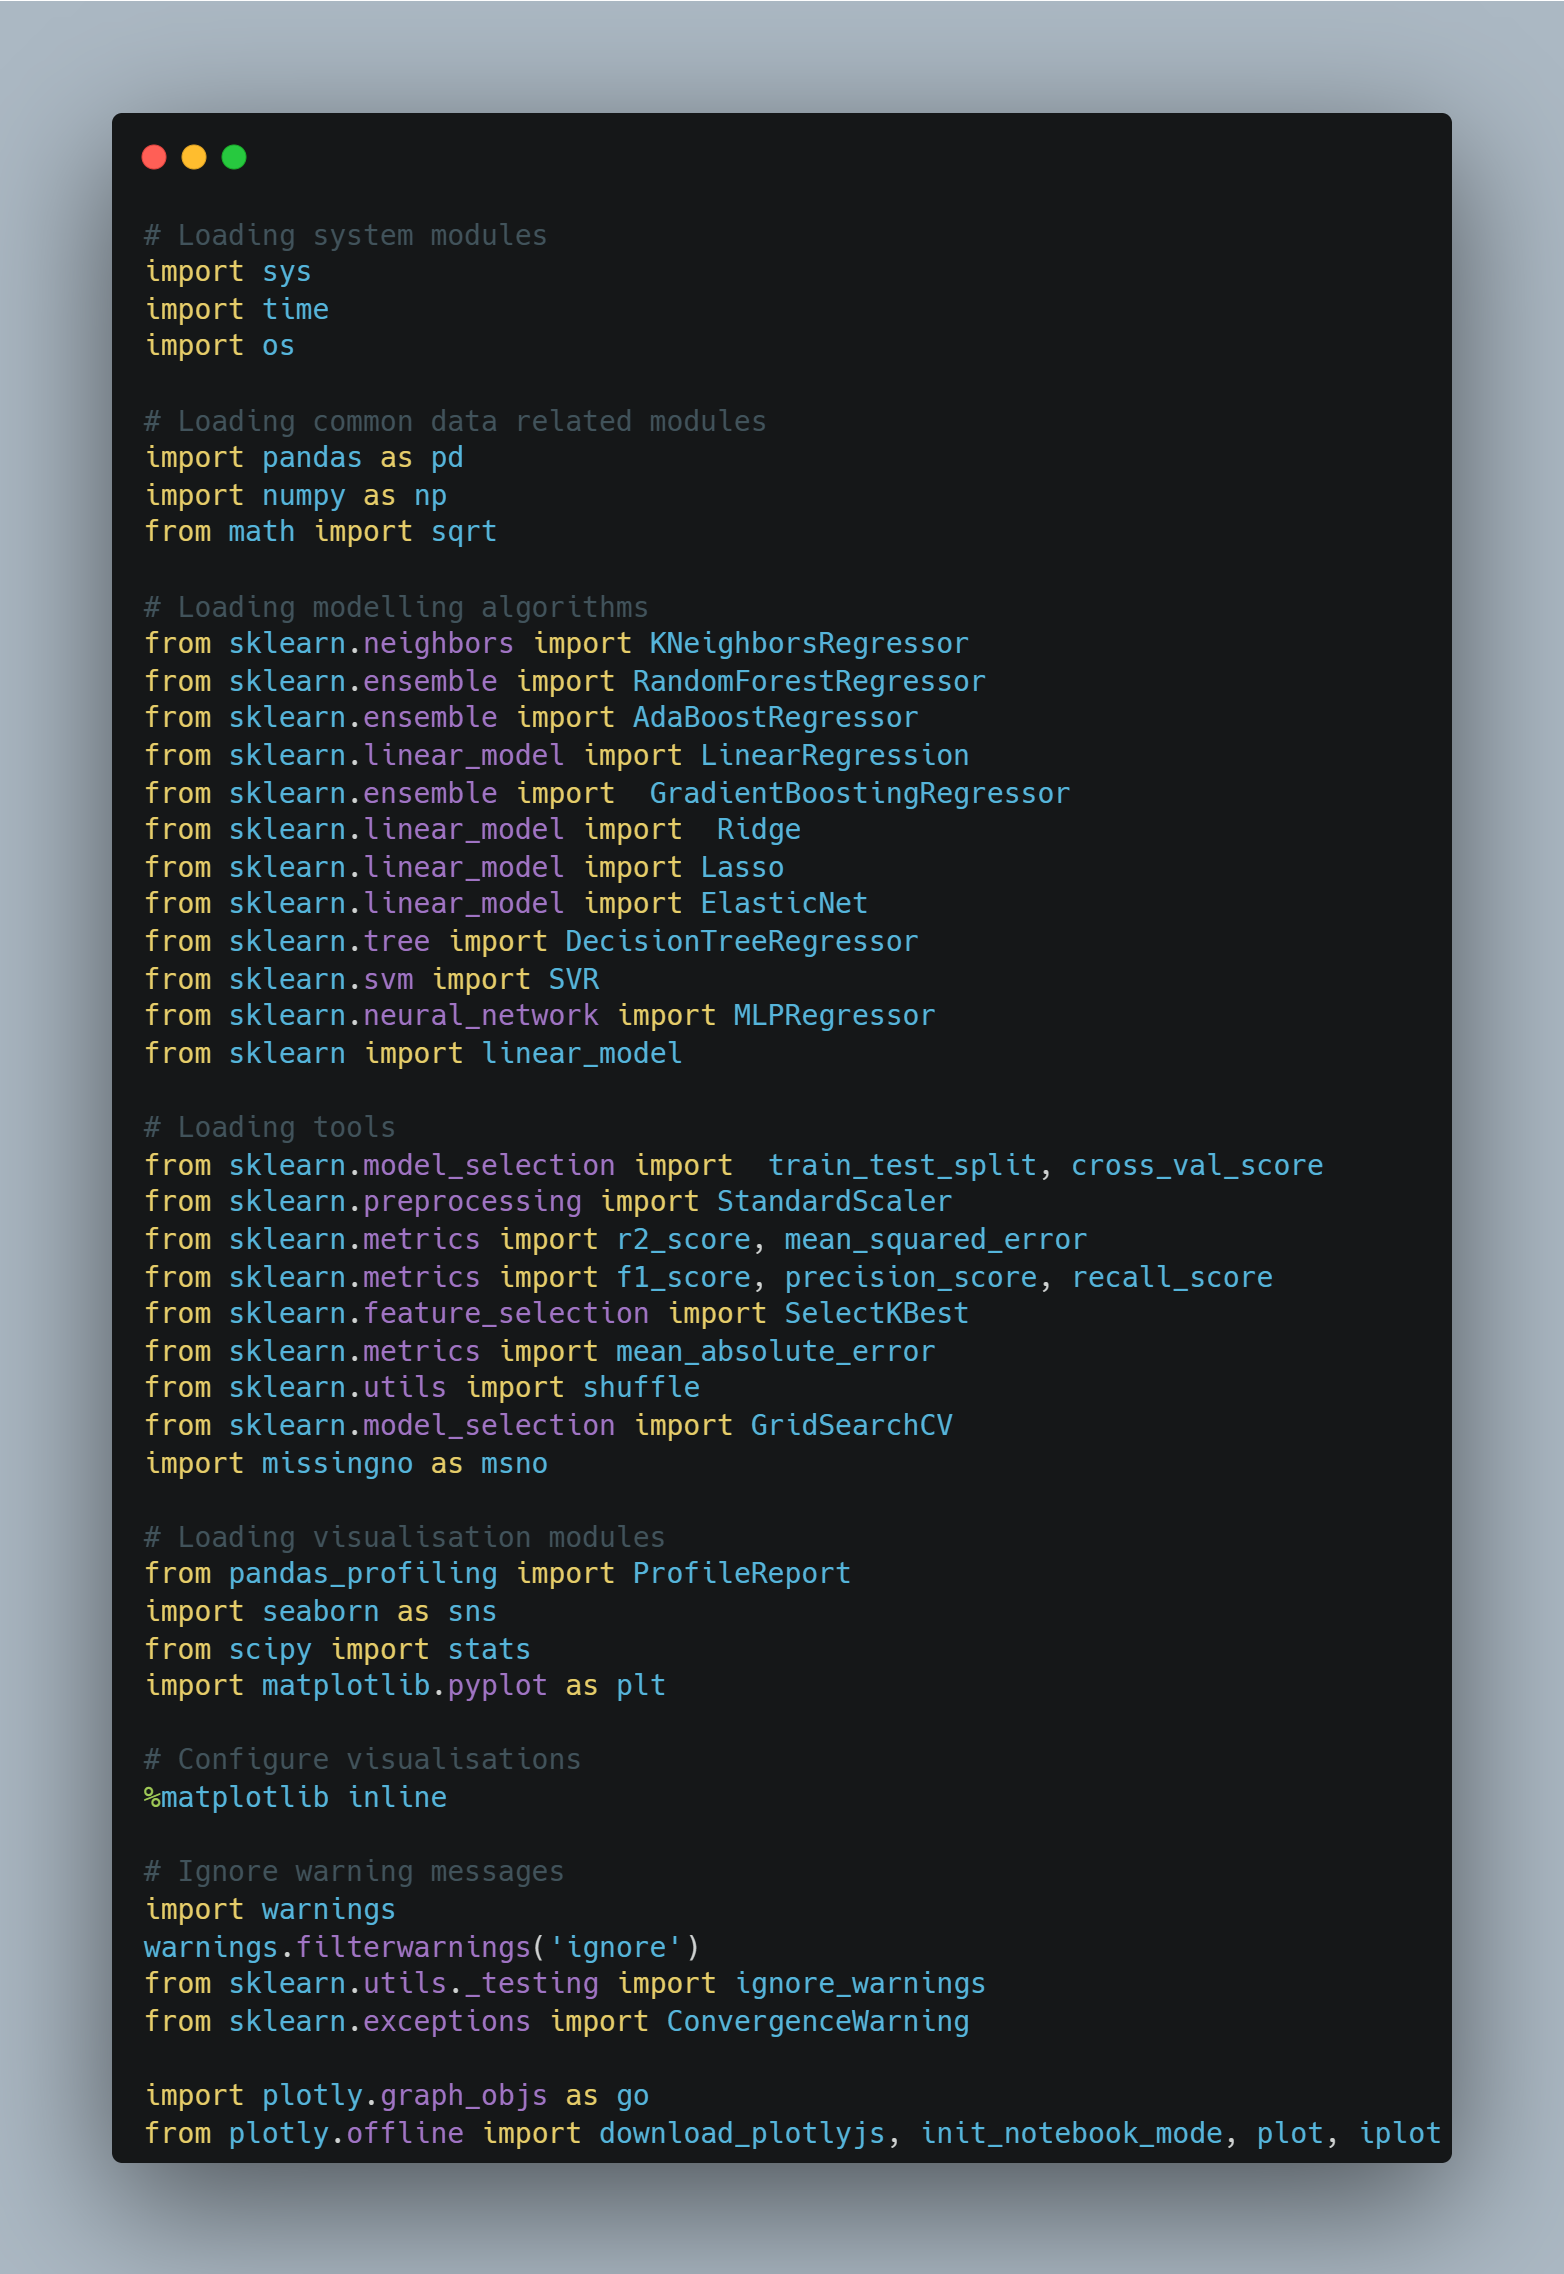 # Loading system modules
import sys
import time
import os
# Loading common data related modules
import pandas as pd
import numpy as np
from math import sqrt
# Loading modelling algorithms
from sklearn.neighbors import KNeighborsRegressor
from sklearn.ensemble import RandomForestRegressor
from sklearn.ensemble import AdaBoostRegressor
from sklearn.linear_model import LinearRegression
from sklearn.ensemble import  GradientBoostingRegressor
from sklearn.linear_model import  Ridge
from sklearn.linear_model import Lasso
from sklearn.linear_model import ElasticNet
from sklearn.tree import DecisionTreeRegressor
from sklearn.svm import SVR
from sklearn.neural_network import MLPRegressor
from sklearn import linear_model
# Loading tools
from sklearn.model_selection import  train_test_split, cross_val_score
from sklearn.preprocessing import StandardScaler
from sklearn.metrics import r2_score, mean_squared_error
from sklearn.metrics import f1_score, precision_score, recall_score
from sklearn.feature_selection import SelectKBest
from sklearn.metrics import mean_absolute_error
from sklearn.utils import shuffle
from sklearn.model_selection import GridSearchCV
import missingno as msno
# Loading visualisation modules
from pandas_profiling import ProfileReport
import seaborn as sns
from scipy import stats
import matplotlib.pyplot as plt
# Configure visualisations
%matplotlib inline
# Ignore warning messages
import warnings
warnings.filterwarnings('ignore')
from sklearn.utils._testing import ignore_warnings
from sklearn.exceptions import ConvergenceWarning
import plotly.graph_objs as go
from plotly.offline import download_plotlyjs, init_notebook_mode, plot, iplot